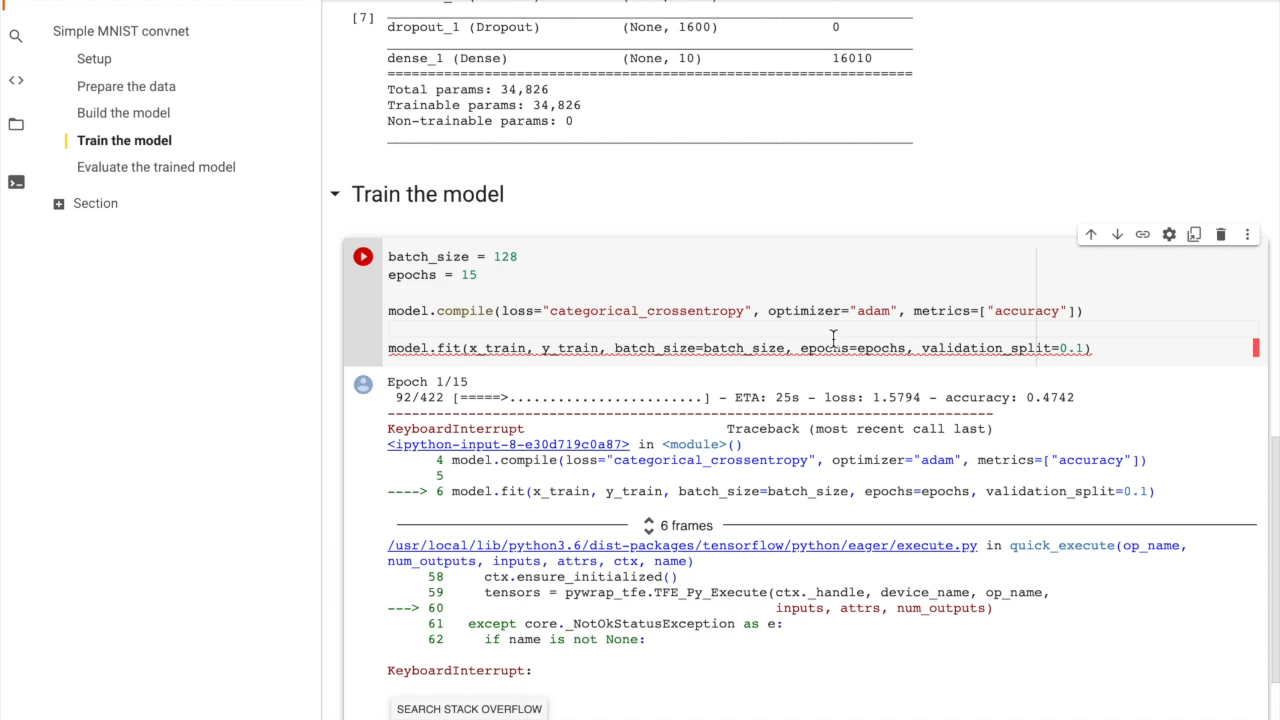 Simple MNIST convnet
Setup
Prepare the data
Build the model
Train the model
Evaluate the trained model
Section
[7]
dropout_1 (Dropout) (None, 1600) 0
dense_1 (Dense) (None, 10) 16010
=================================================================
Total params: 34,826
Trainable params: 34,826
Non-trainable params: 0
Train the model
batch_size = 128
epochs = 15
model.compile(loss="categorical_crossentropy", optimizer="adam", metrics=["accuracy"])
model.fit(x_train, y_train, batch_size=batch_size, epochs=epochs, validation_split=0.1)
Epoch 1/15
92/422 [=====>........................] - ETA: 25s - loss: 1.5794 - accuracy: 0.4742
---------------------------------------------------------------------------
KeyboardInterrupt Traceback (most recent call last)
<ipython-input-8-e30d719c0a87> in <module>()
4 model.compile(loss="categorical_crossentropy", optimizer="adam", metrics=["accuracy"])
5
----> 6 model.fit(x_train, y_train, batch_size=batch_size, epochs=epochs, validation_split=0.1)
6 frames
/usr/local/lib/python3.6/dist-packages/tensorflow/python/eager/execute.py in quick_execute(op_name,
num_outputs, inputs, attrs, ctx, name)
58 ctx.ensure_initialized()
59 tensors = pywrap_tfe.TFE_Py_Execute(ctx._handle, device_name, op_name,
---> 60 inputs, attrs, num_outputs)
61 except core._NotOkStatusException as e:
62 if name is not None:
KeyboardInterrupt:
SEARCH STACK OVERFLOW